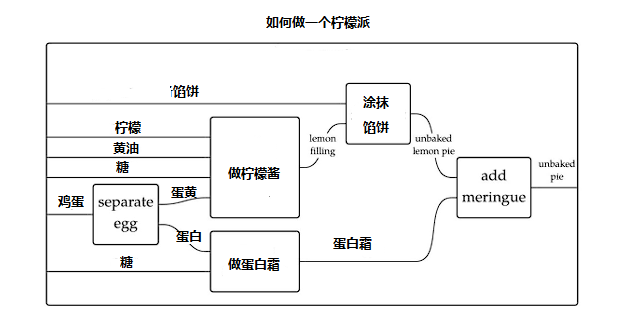 如何做一个柠檬派
馅饼
涂抹
馅饼
柠檬
黄油
糖
lemon
filling
unbaked
lemon pie
做柠檬酱
add
meringue
unbaked
pie
鸡蛋
separate
egg
蛋黄
蛋白
做蛋白霜
蛋白霜
糖